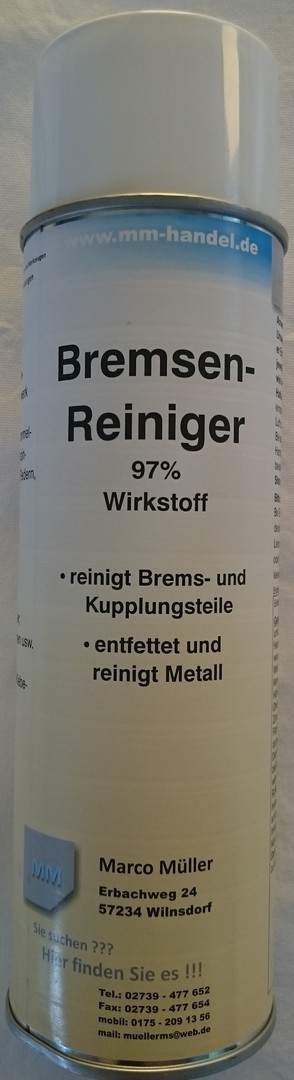 www.mm-handel.de
Bremsen-
Reiniger
97%
Wirkstoff
• reinigt Brems- und
Kupplungsteile
• entfettet und
reinigt Metall
MM
Marco Müller
Erbachweg 24
57234 Wilnsdorf
Sie suchen ???
Hier finden Sie es !!!
Tel.: 02739 - 477 652
Fax: 02739 - 477 654
mobil: 0175 - 209 13 56
mail: muellerms@web.de